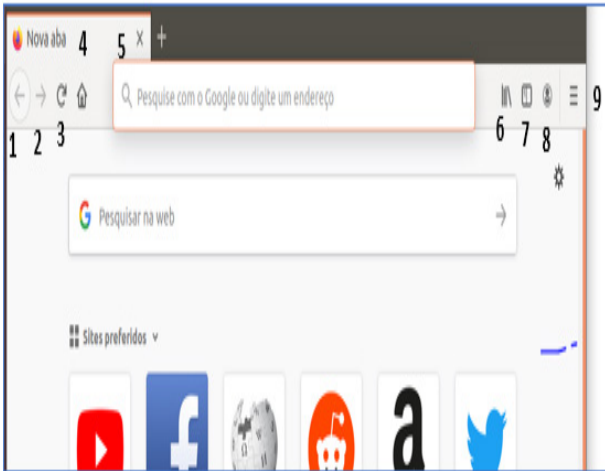 Nova aba 4 5
Pesquise com o Google ou digite um endereço
9
1 2 3 6 7 8
G Pesquisar na web
Sites preferidos
f a